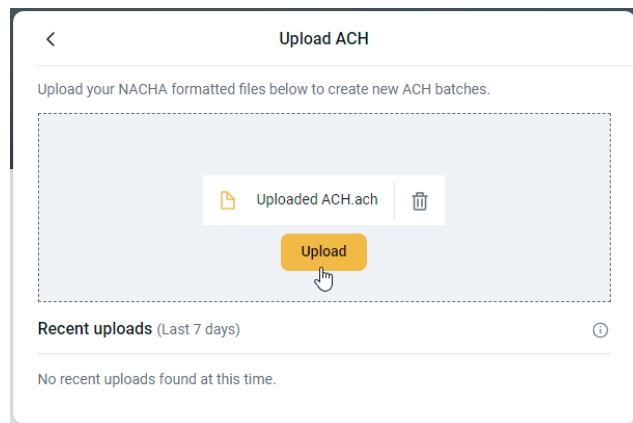 Upload ACH
Upload your NACHA formatted files below to create new ACH batches.
Uploaded ACH.ach
Upload
Recent uploads (Last 7 days)
No recent uploads found at this time.